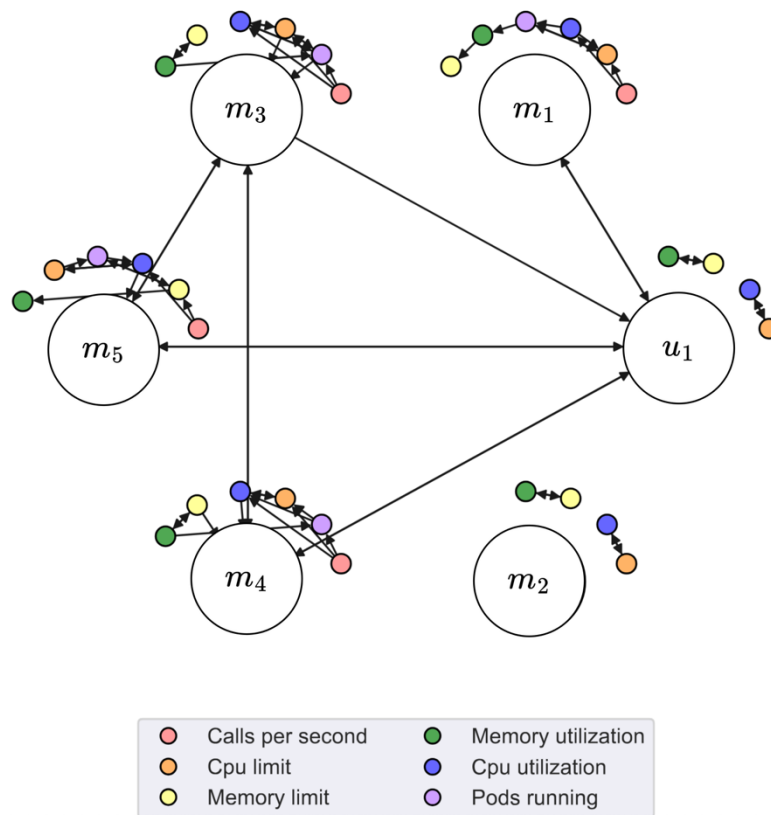 m₃
m₁
m₅
u₁
m₄
m₂
Calls per second
Cpu limit
Memory limit
Memory utilization
Cpu utilization
Pods running